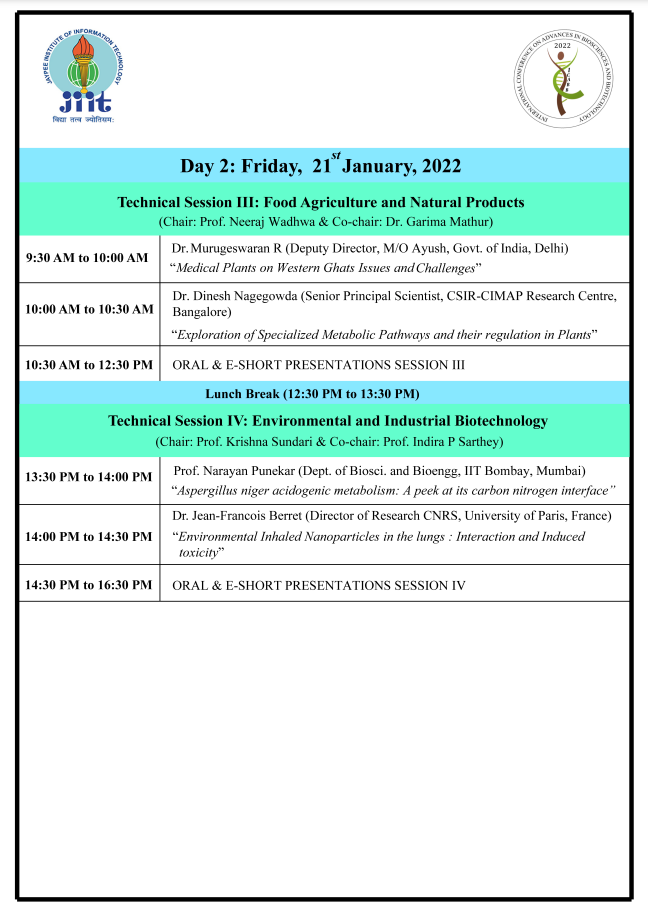 JAYPEE INSTITUTE OF INFORMATION TECHNOLOGY
jiit
विद्या तत्व ज्योतिसमः
INTERNATIONAL CONFERENCE ON ADVANCES IN BIOSCIENCES AND BIOTECHNOLOGY
2022
Day 2: Friday, 21st January, 2022
Technical Session III: Food Agriculture and Natural Products
(Chair: Prof. Neeraj Wadhwa & Co-chair: Dr. Garima Mathur)
9:30 AM to 10:00 AM
Dr. Murugeswaran R (Deputy Director, M/O Ayush, Govt. of India, Delhi)
“Medical Plants on Western Ghats Issues and Challenges”
10:00 AM to 10:30 AM
Dr. Dinesh Nagegowda (Senior Principal Scientist, CSIR-CIMAP Research Centre,
Bangalore)
“Exploration of Specialized Metabolic Pathways and their regulation in Plants”
10:30 AM to 12:30 PM
ORAL & E-SHORT PRESENTATIONS SESSION III
Lunch Break (12:30 PM to 13:30 PM)
Technical Session IV: Environmental and Industrial Biotechnology
(Chair: Prof. Krishna Sundari & Co-chair: Prof. Indira P Sarthey)
13:30 PM to 14:00 PM
Prof. Narayan Punekar (Dept. of Biosci. and Bioengg, IIT Bombay, Mumbai)
“Aspergillus niger acidogenic metabolism: A peek at its carbon nitrogen interface”
14:00 PM to 14:30 PM
Dr. Jean-Francois Berret (Director of Research CNRS, University of Paris, France)
“Environmental Inhaled Nanoparticles in the lungs : Interaction and Induced
toxicity”
14:30 PM to 16:30 PM
ORAL & E-SHORT PRESENTATIONS SESSION IV